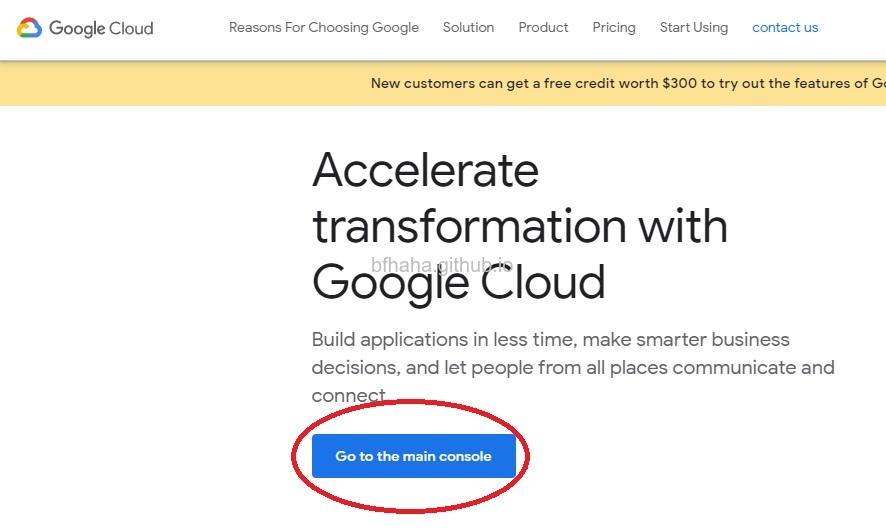 Google Cloud
Reasons For Choosing Google Solution Product Pricing Start Using contact us
New customers can get a free credit worth $300 to try out the features of
Accelerate
transformation with
Google Cloud
bfhaha.github.io
Build applications in less time, make smarter business
decisions, and let people from all places communicate and
connect
Go to the main console